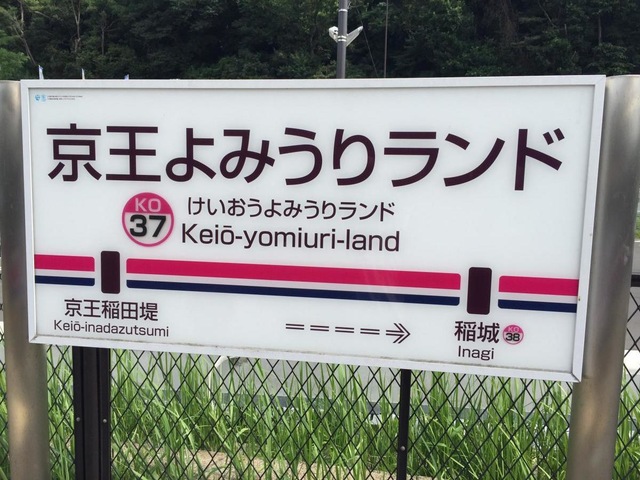 京王よみうりランド
KO
37
けいおうよみうりランド
Keiō-yomiuri-land
京王稲田堤
Keiō-inadazutsumi
稲城
KO
38
Inagi